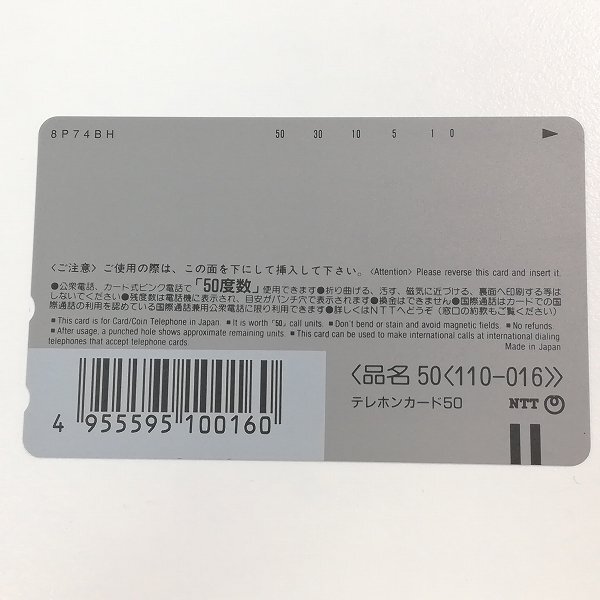 8P74BH 50 30 10 5 1 0
〈ご注意〉ご使用の際は、この面を下にして挿入して下さい。〈Attention〉Please reverse this card and insert it.
●公衆電話、カード式ピンク電話で「50度数」使用できます●折り曲げる、汚す、磁気に近づける、裏面へ印刷する等は
しないでください●残度数は電話機に表示され、目安がパンチ穴で表示されます●換金はできません●国際通話はカードでの国
際通話の利用を認めている国際通話兼用公衆電話に限り利用できます●詳しくはNTTへどうぞ(窓口の約款もご覧ください)
■This card is for Card/Coin Telephone in Japan ■It is worth "50" call units. ■Don't bend or stain and avoid magnetic fields. ■No refunds.
■After usage, a punched hole shows approximate remaining units. ■This card can be used to make international calls at international dialing
telephones that accept telephone cards.
Made in Japan
〈品名 50〈110-016〉〉
テレホンカード50 NTT
4 955595 100160